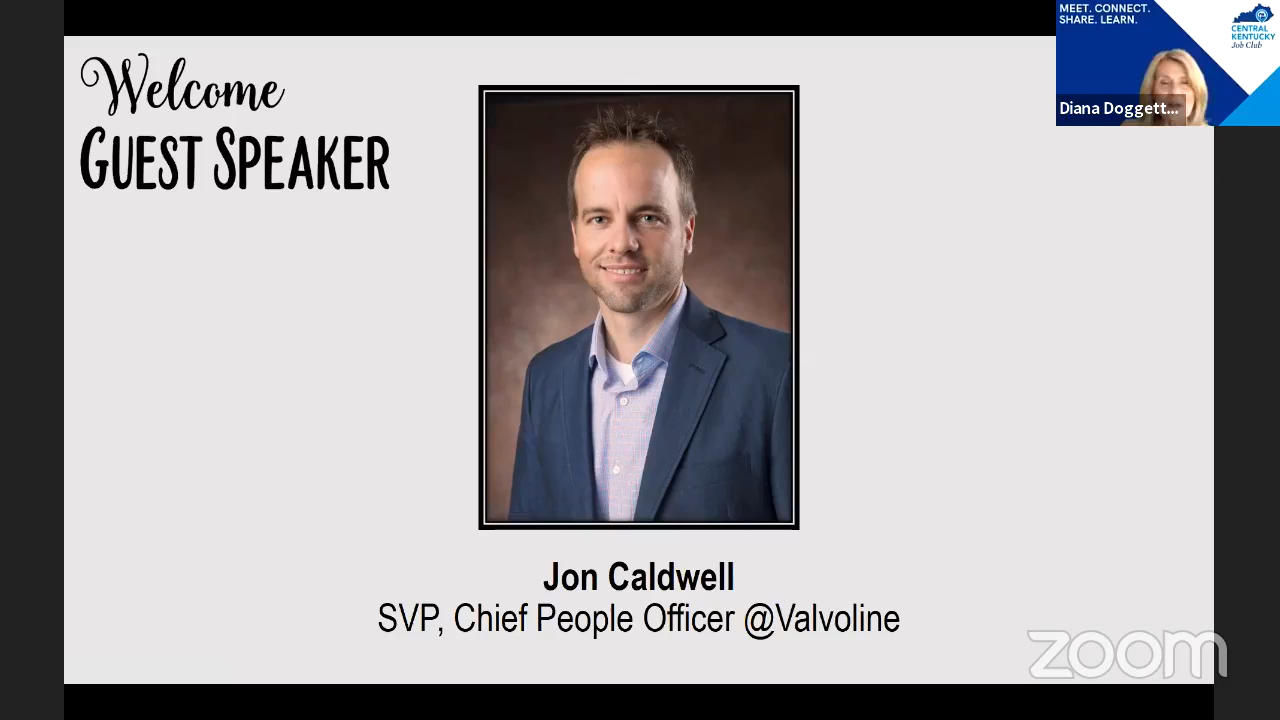 Welcome
GUEST SPEAKER
MEET. CONNECT.
SHARE. LEARN.
CENTRAL
KENTUCKY
Job Club
Diana Doggett...
Jon Caldwell
SVP, Chief People Officer @Valvoline
zoom